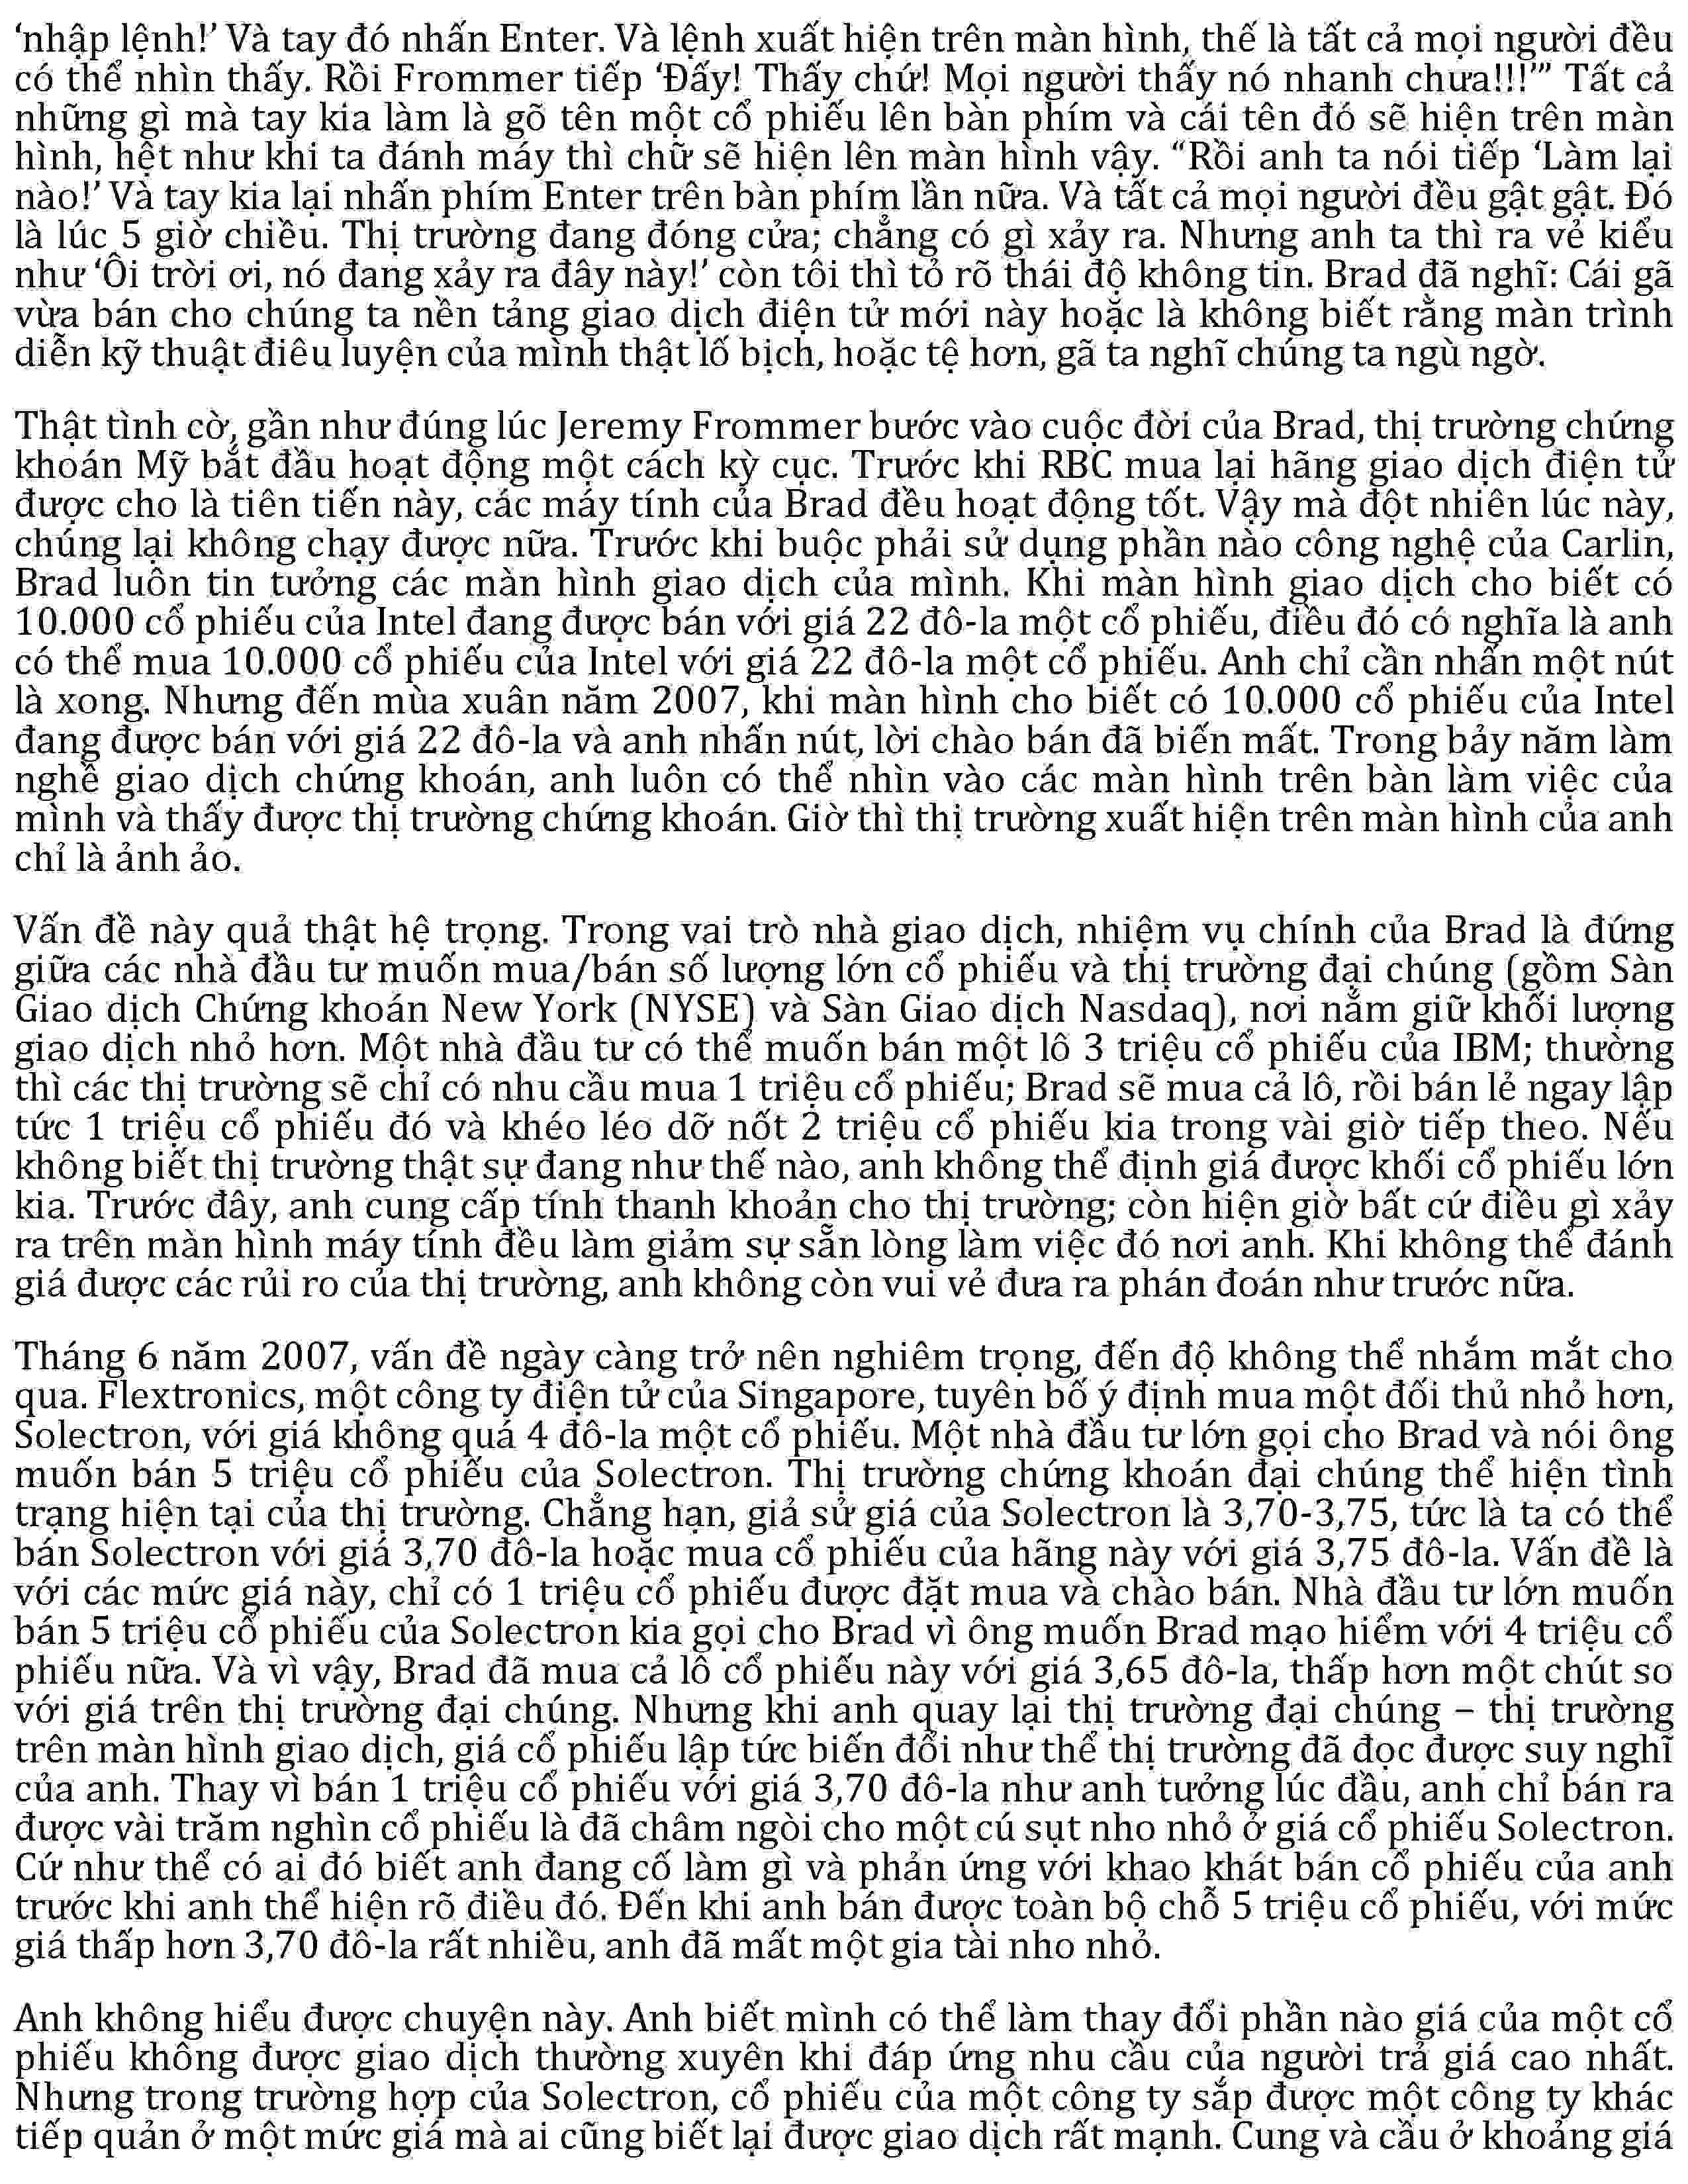 ‘nhập lệnh!’ Và tay đó nhấn Enter. Và lệnh xuất hiện trên màn hình, thế là tất cả mọi người đều
có thể nhìn thấy. Rồi Frommer tiếp ‘Đấy! Thấy chứ! Mọi người thấy nó nhanh chưa!!!’” Tất cả
những gì mà tay kia làm là gõ tên một cổ phiếu lên bàn phím và cái tên đó sẽ hiện trên màn
hình, hệt như khi ta đánh máy thì chữ sẽ hiện lên màn hình vậy. “Rồi anh ta nói tiếp ‘Làm lại
nào!’ Và tay kia lại nhấn phím Enter trên bàn phím lần nữa. Và tất cả mọi người đều gật gật. Đó
là lúc 5 giờ chiều. Thị trường đang đóng cửa; chẳng có gì xảy ra. Nhưng anh ta thì ra vẻ kiểu
như ‘Ôi trời ơi, nó đang xảy ra đây này!’ còn tôi thì tỏ rõ thái độ không tin. Brad đã nghĩ: Cái gã
vừa bán cho chúng ta nền tảng giao dịch điện tử mới này hoặc là không biết rằng màn trình
diễn kỹ thuật điêu luyện của mình thật lố bịch, hoặc tệ hơn, gã ta nghĩ chúng ta ngù ngờ.
Thật tình cờ, gần như đúng lúc Jeremy Frommer bước vào cuộc đời của Brad, thị trường chứng
khoán Mỹ bắt đầu hoạt động một cách kỳ cục. Trước khi RBC mua lại hãng giao dịch điện tử
được cho là tiên tiến này, các máy tính của Brad đều hoạt động tốt. Vậy mà đột nhiên lúc này,
chúng lại không chạy được nữa. Trước khi buộc phải sử dụng phần nào công nghệ của Carlin,
Brad luôn tin tưởng các màn hình giao dịch của mình. Khi màn hình giao dịch cho biết có
10.000 cổ phiếu của Intel đang được bán với giá 22 đô-la một cổ phiếu, điều đó có nghĩa là anh
có thể mua 10.000 cổ phiếu của Intel với giá 22 đô-la một cổ phiếu. Anh chỉ cần nhấn một nút
là xong. Nhưng đến mùa xuân năm 2007, khi màn hình cho biết có 10.000 cổ phiếu của Intel
đang được bán với giá 22 đô-la và anh nhấn nút, lời chào bán đã biến mất. Trong bảy năm làm
nghề giao dịch chứng khoán, anh luôn có thể nhìn vào các màn hình trên bàn làm việc của
mình và thấy được thị trường chứng khoán. Giờ thì thị trường xuất hiện trên màn hình của anh
chỉ là ảnh ảo.
Vấn đề này quả thật hệ trọng. Trong vai trò nhà giao dịch, nhiệm vụ chính của Brad là đứng
giữa các nhà đầu tư muốn mua/bán số lượng lớn cổ phiếu và thị trường đại chúng (gồm Sàn
Giao dịch Chứng khoán New York (NYSE) và Sàn Giao dịch Nasdaq), nơi nắm giữ khối lượng
giao dịch nhỏ hơn. Một nhà đầu tư có thể muốn bán một lô 3 triệu cổ phiếu của IBM; thường
thì các thị trường sẽ chỉ có nhu cầu mua 1 triệu cổ phiếu; Brad sẽ mua cả lô, rồi bán lẻ ngay lập
tức 1 triệu cổ phiếu đó và khéo léo dỡ nốt 2 triệu cổ phiếu kia trong vài giờ tiếp theo. Nếu
không biết thị trường thật sự đang như thế nào, anh không thể định giá được khối cổ phiếu lớn
kia. Trước đây, anh cung cấp tính thanh khoản cho thị trường; còn hiện giờ bất cứ điều gì xảy
ra trên màn hình máy tính đều làm giảm sự sẵn lòng làm việc đó nơi anh. Khi không thể đánh
giá được các rủi ro của thị trường, anh không còn vui vẻ đưa ra phán đoán như trước nữa.
Tháng 6 năm 2007, vấn đề ngày càng trở nên nghiêm trọng, đến độ không thể nhắm mắt cho
qua. Flextronics, một công ty điện tử của Singapore, tuyên bố ý định mua một đối thủ nhỏ hơn,
Solectron, với giá không quá 4 đô-la một cổ phiếu. Một nhà đầu tư lớn gọi cho Brad và nói ông
muốn bán 5 triệu cổ phiếu của Solectron. Thị trường chứng khoán đại chúng thể hiện tình
trạng hiện tại của thị trường. Chẳng hạn, giả sử giá của Solectron là 3,70-3,75, tức là ta có thể
bán Solectron với giá 3,70 đô-la hoặc mua cổ phiếu của hãng này với giá 3,75 đô-la. Vấn đề là
với các mức giá này, chỉ có 1 triệu cổ phiếu được đặt mua và chào bán. Nhà đầu tư lớn muốn
bán 5 triệu cổ phiếu của Solectron kia gọi cho Brad vì ông muốn Brad mạo hiểm với 4 triệu cổ
phiếu nữa. Và vì vậy, Brad đã mua cả lô cổ phiếu này với giá 3,65 đô-la, thấp hơn một chút so
với giá trên thị trường đại chúng. Nhưng khi anh quay lại thị trường đại chúng – thị trường
trên màn hình giao dịch, giá cổ phiếu lập tức biến đổi như thể thị trường đã đọc được suy nghĩ
của anh. Thay vì bán 1 triệu cổ phiếu với giá 3,70 đô-la như anh tưởng lúc đầu, anh chỉ bán ra
được vài trăm nghìn cổ phiếu là đã châm ngòi cho một cú sụt nho nhỏ ở giá cổ phiếu Solectron.
Cứ như thể có ai đó biết anh đang cố làm gì và phản ứng với khao khát bán cổ phiếu của anh
trước khi anh thể hiện rõ điều đó. Đến khi anh bán được toàn bộ chỗ 5 triệu cổ phiếu, với mức
giá thấp hơn 3,70 đô-la rất nhiều, anh đã mất một gia tài nho nhỏ.
Anh không hiểu được chuyện này. Anh biết mình có thể làm thay đổi phần nào giá của một cổ
phiếu không được giao dịch thường xuyên khi đáp ứng nhu cầu của người trả giá cao nhất.
Nhưng trong trường hợp của Solectron, cổ phiếu của một công ty sắp được một công ty khác
tiếp quản ở một mức giá mà ai cũng biết lại được giao dịch rất mạnh. Cung và cầu ở khoảng giá